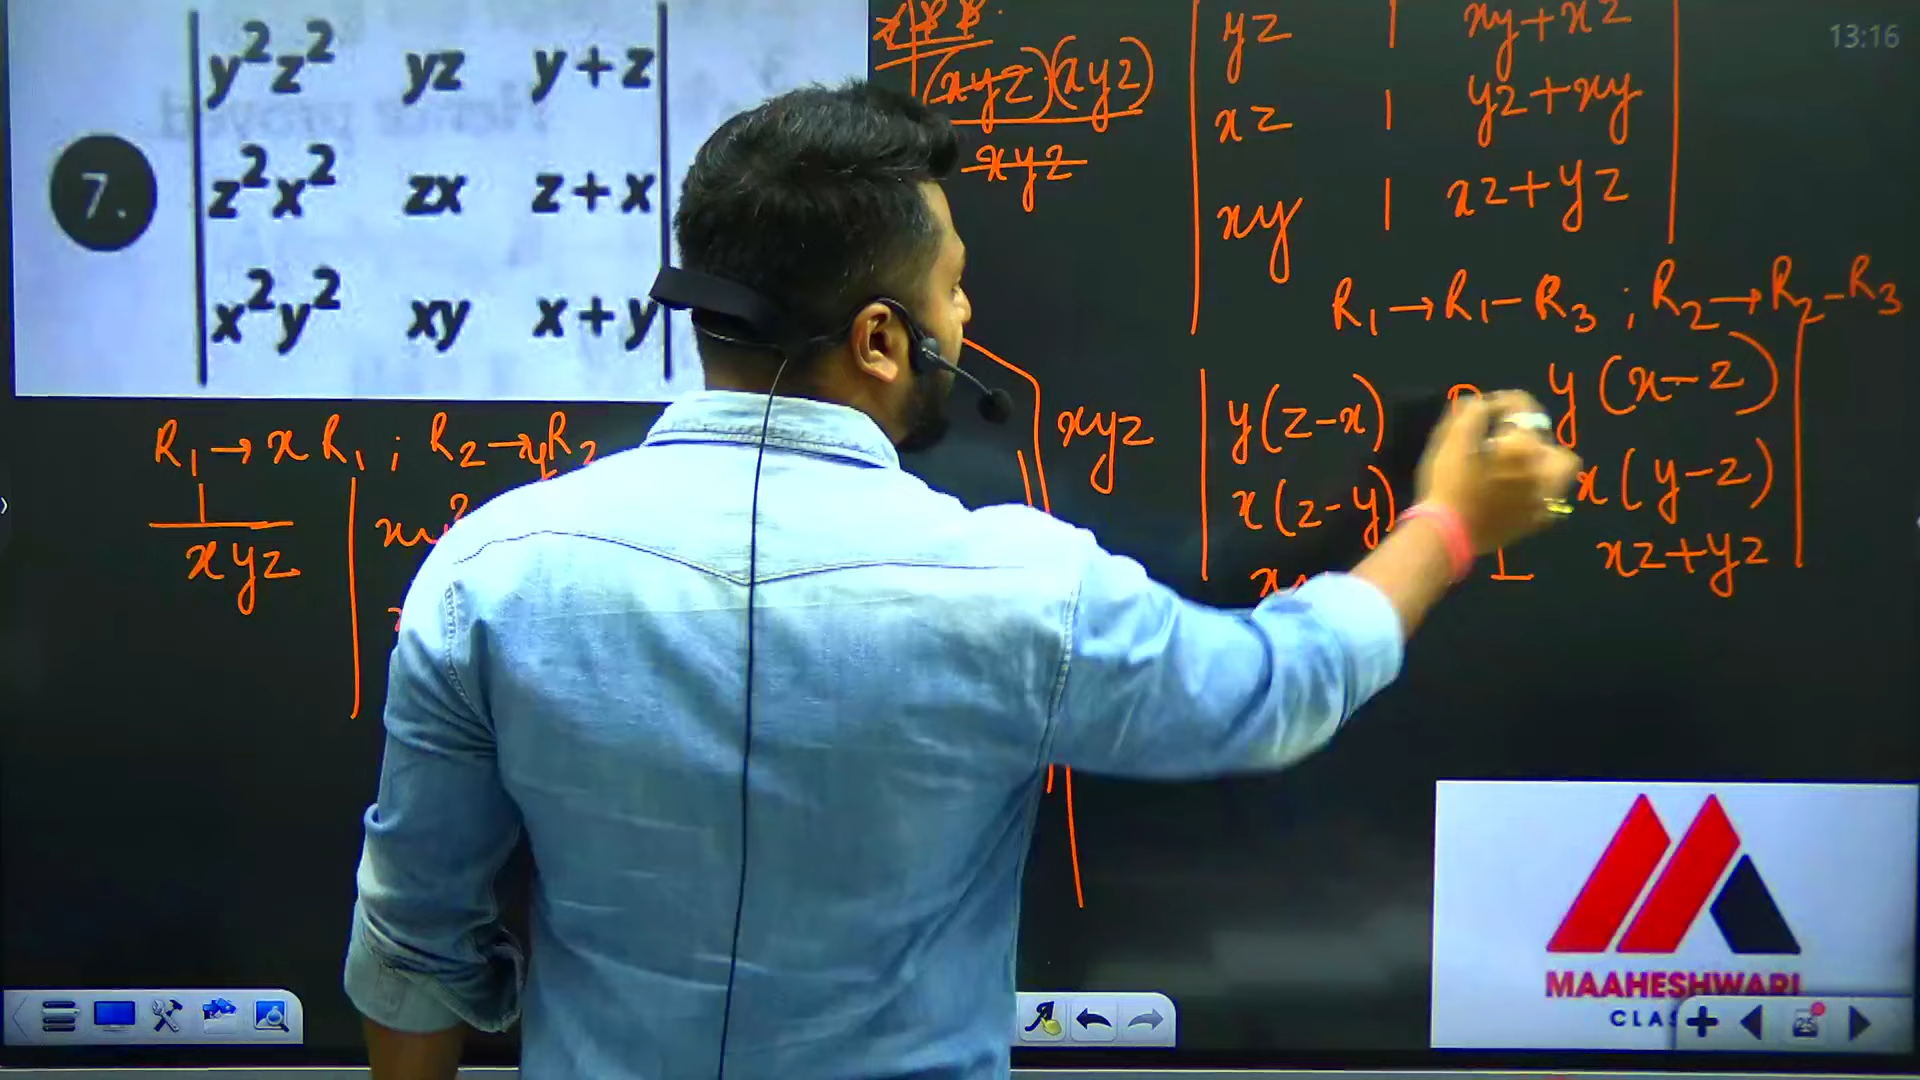 7.
y²z² yz y+z
z²x² zx z+x
x²y² xy x+y
R₁→xR₁ ; R₂→yR₂
1
xyz
(xyz)(xyz)
xyz
yz 1 xy+xz
xz 1 yz+xy
xy 1 xz+yz
R₁→R₁-R₃ ; R₂→R₂-R₃
xyz
y(z-x) y(x-z)
x(z-y) x(y-z)
1 xz+yz
13:16
MAAHESHWARI
25